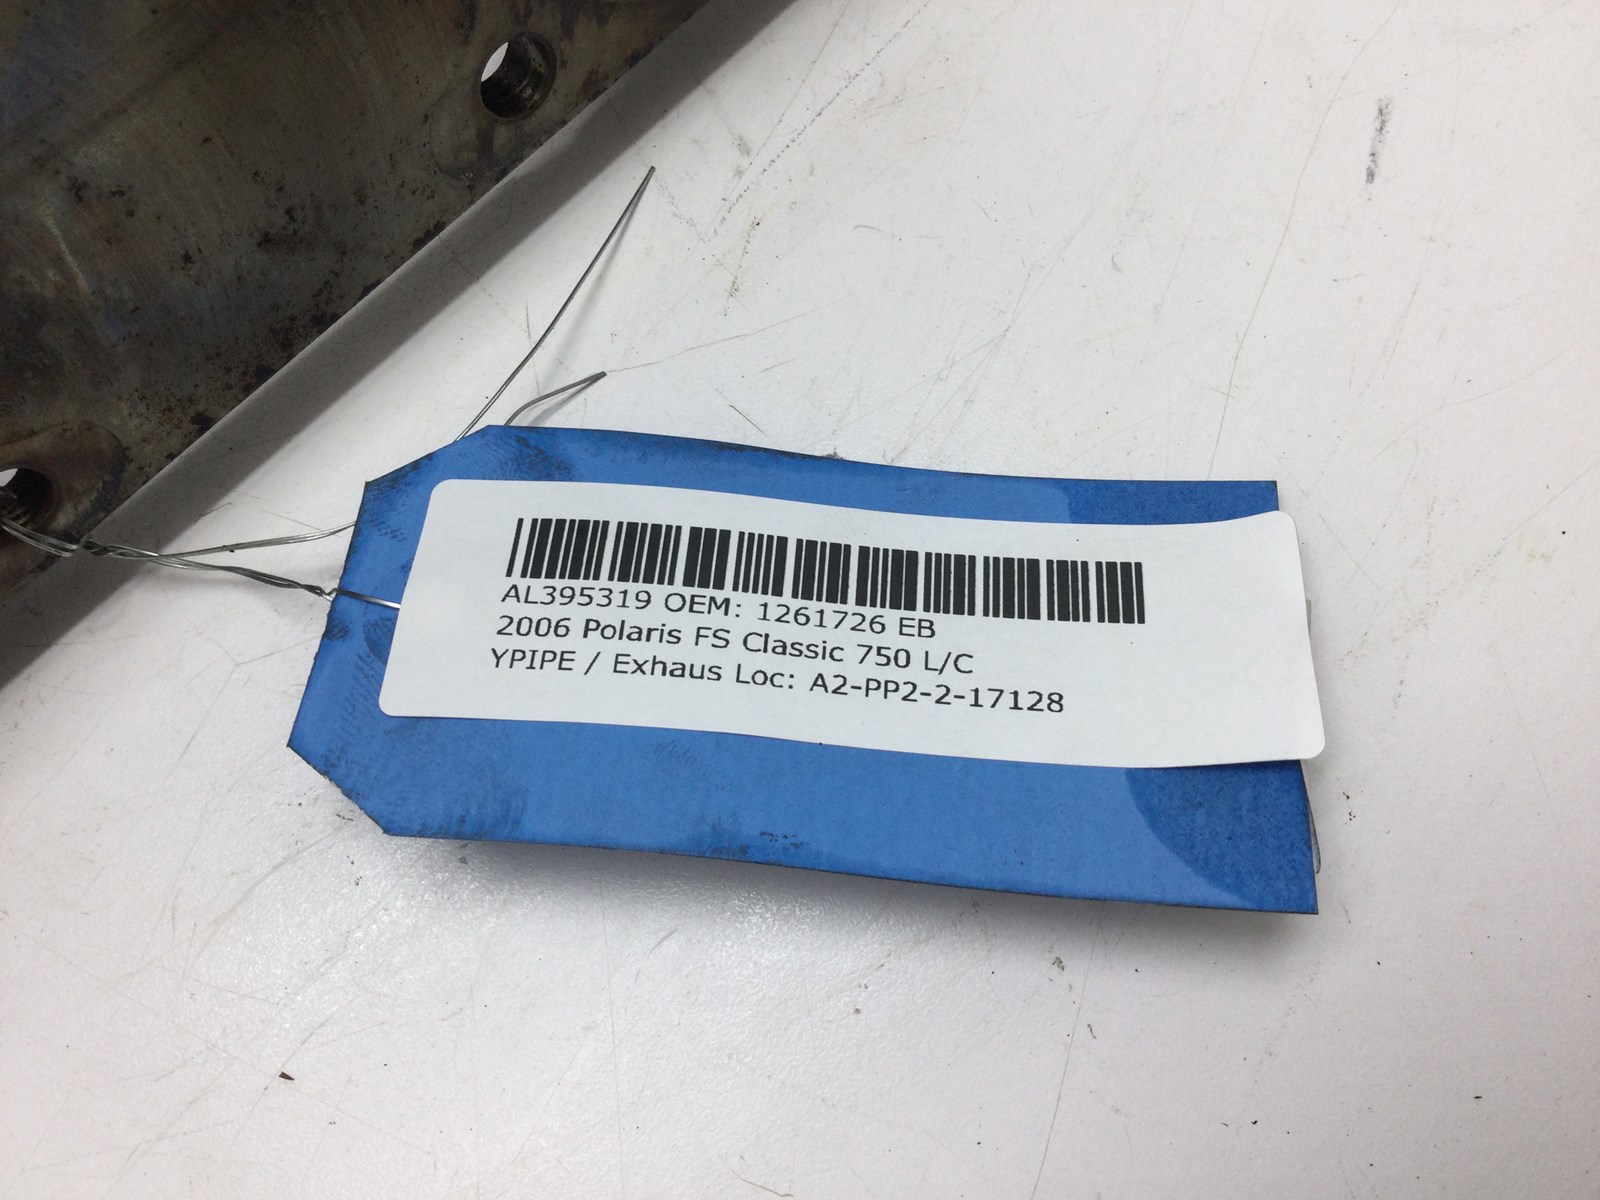 AL395319 OEM: 1261726 EB
2006 Polaris FS Classic 750 L/C
YPIPE / Exhaus Loc: A2-PP2-2-17128